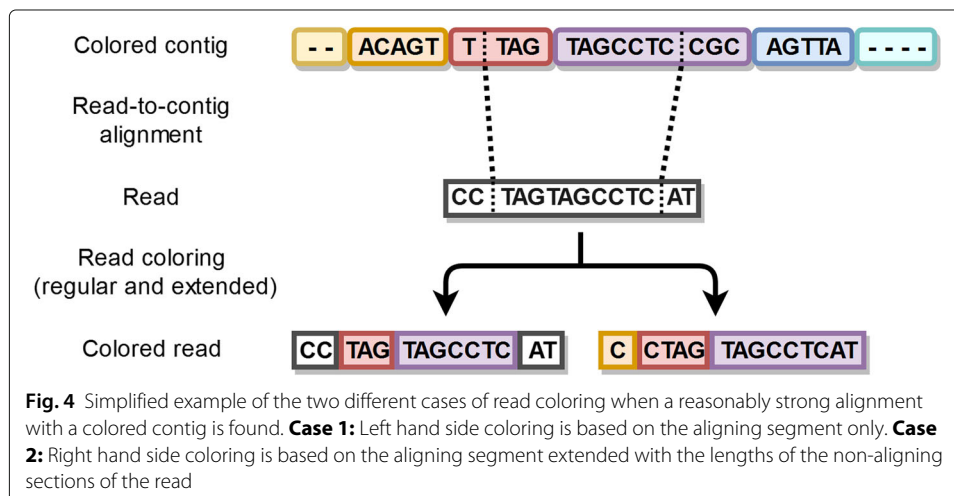 Colored contig - - ACAGT T TAG TAGCCTC CGC AGTTA - - - -
Read-to-contig
alignment
Read CC TAGTAGCCTC AT
Read coloring
(regular and extended)
Colored read CC TAG TAGCCTC AT C CTAG TAGCCTCAT
Fig. 4 Simplified example of the two different cases of read coloring when a reasonably strong alignment
with a colored contig is found. Case 1: Left hand side coloring is based on the aligning segment only. Case
2: Right hand side coloring is based on the aligning segment extended with the lengths of the non-aligning
sections of the read